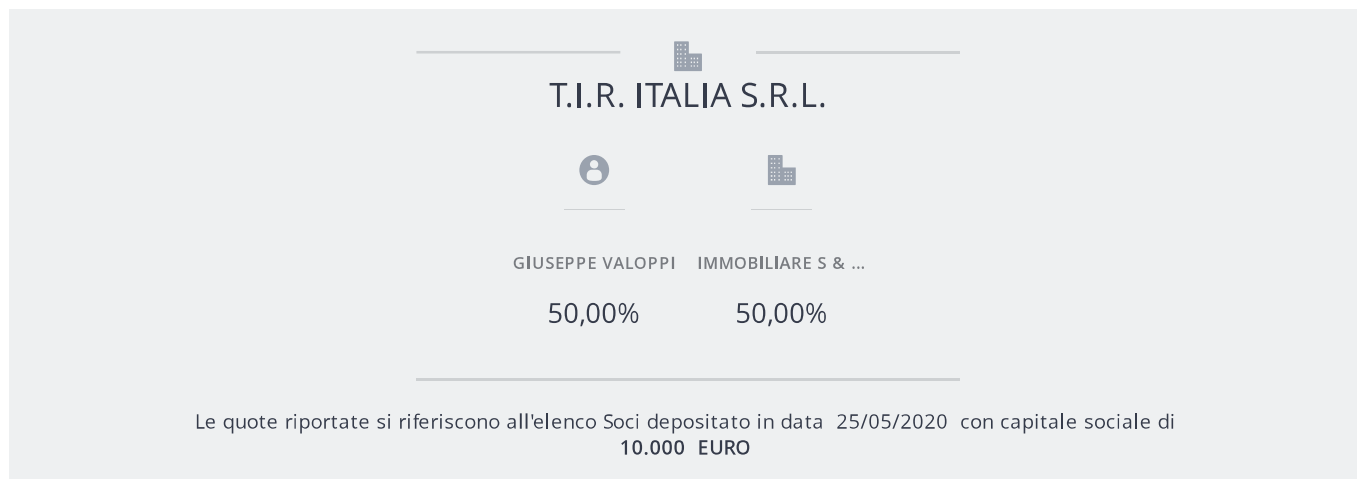 T.I.R. ITALIA S.R.L.
GIUSEPPE VALOPPI IMMOBILIARE S & ...
50,00% 50,00%
Le quote riportate si riferiscono all'elenco Soci depositato in data 25/05/2020 con capitale sociale di
10.000 EURO